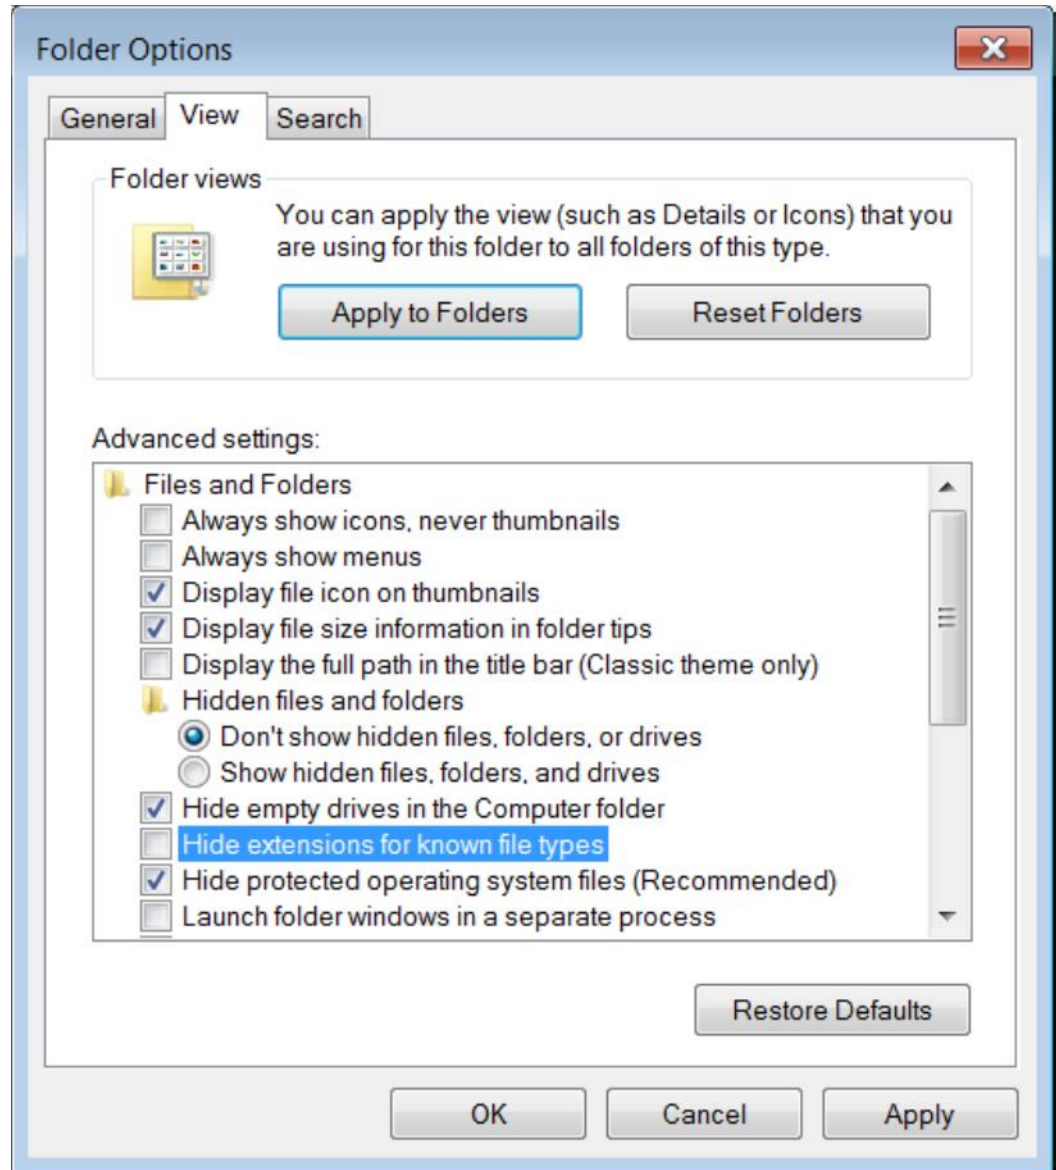 Folder Options
General View Search
Folder views
You can apply the view (such as Details or Icons) that you
are using for this folder to all folders of this type.
Apply to Folders Reset Folders
Advanced settings:
Files and Folders
Always show icons, never thumbnails
Always show menus
Display file icon on thumbnails
Display file size information in folder tips
Display the full path in the title bar (Classic theme only)
Hidden files and folders
Don't show hidden files, folders, or drives
Show hidden files, folders, and drives
Hide empty drives in the Computer folder
Hide extensions for known file types
Hide protected operating system files (Recommended)
Launch folder windows in a separate process
Restore Defaults
OK Cancel Apply